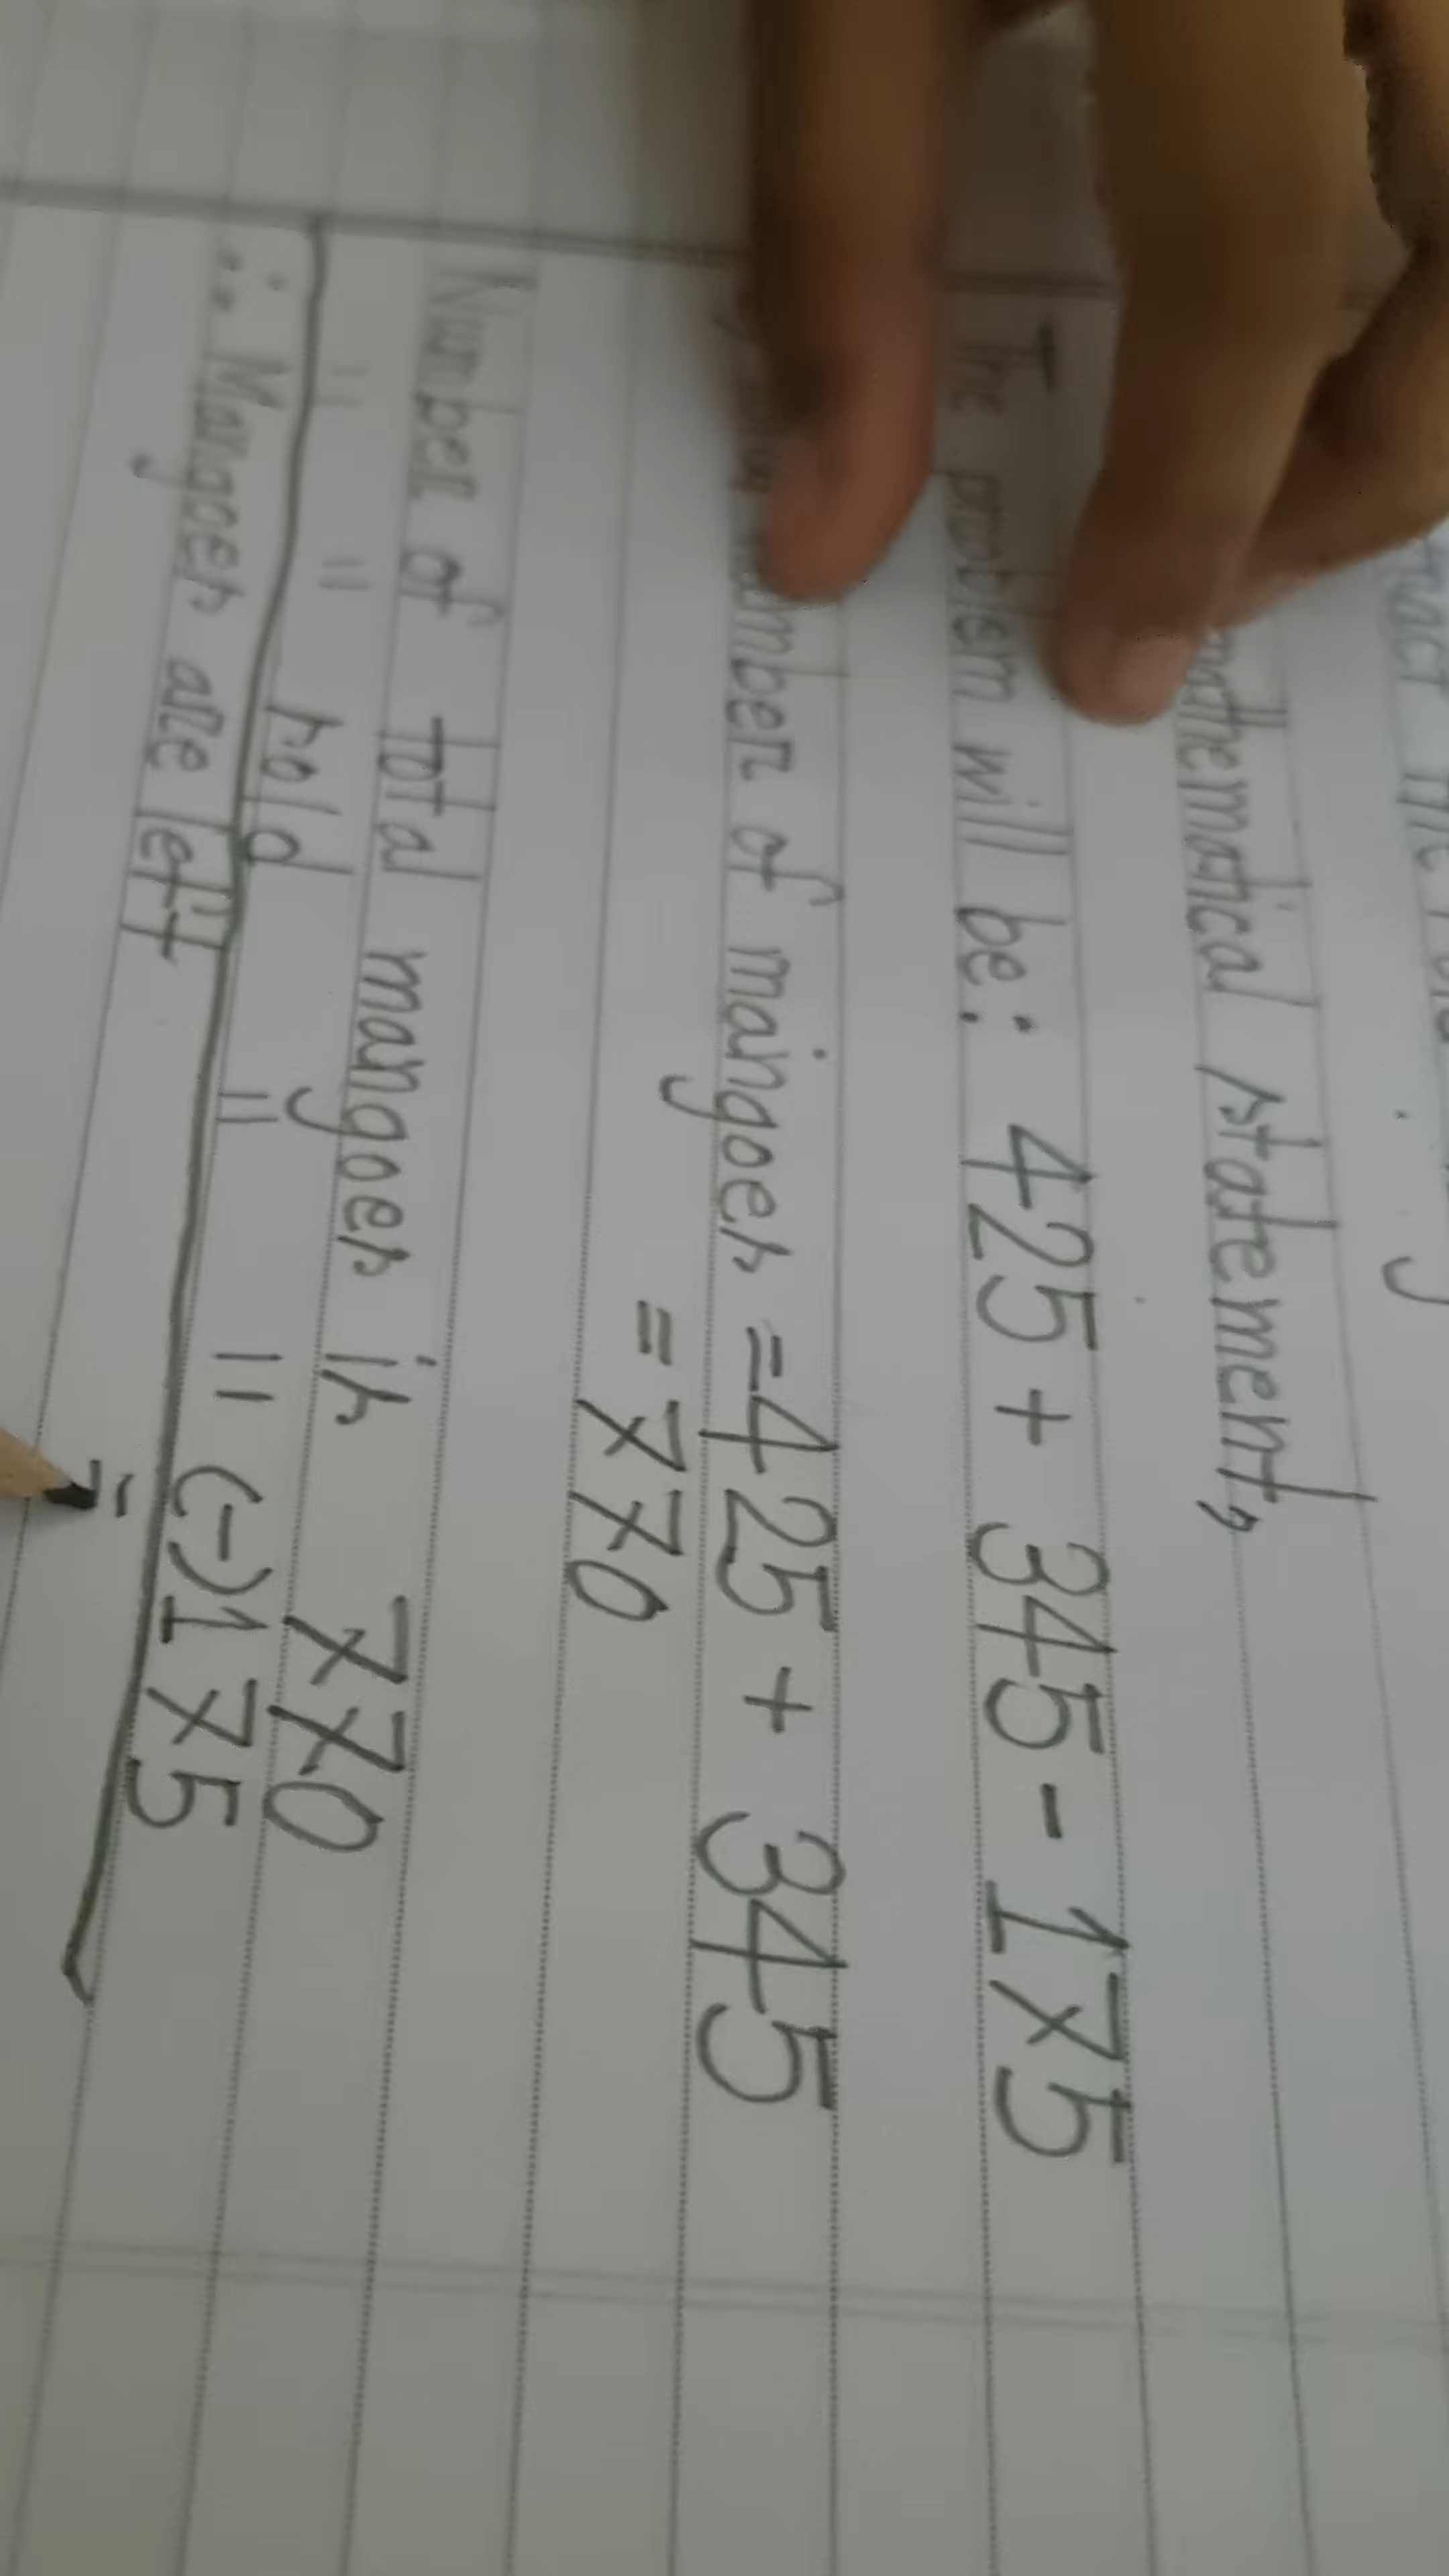 mathematical statement,
The problem will be: 425 + 345 - 175
number of mangoes = 425 + 345
= 770
Number of total mangoes is 770
" " sold " " (-) 175
∴ Mangoes are left